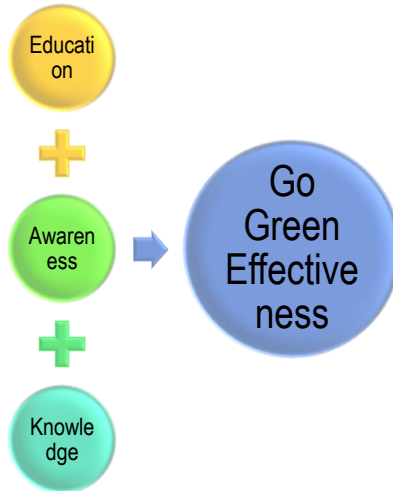 Educati
on
Awaren
ess
Knowle
dge
Go
Green
Effective
ness